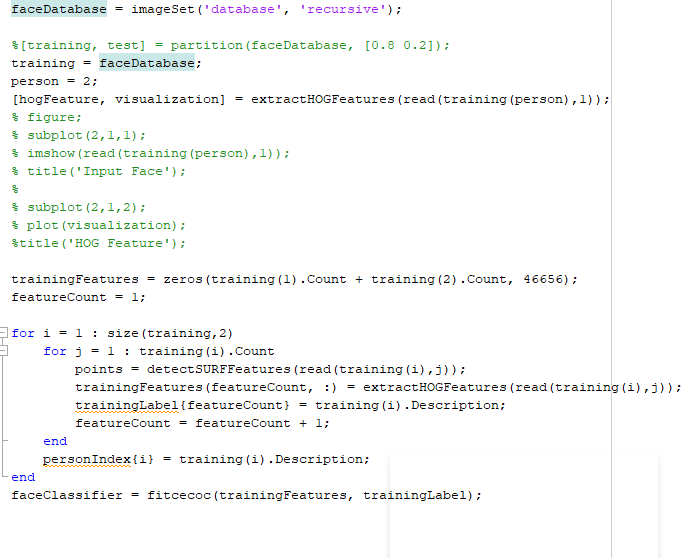 faceDatabase = imageSet('database', 'recursive');
%[training, test] = partition(faceDatabase, [0.8 0.2]);
training = faceDatabase;
person = 2;
[hogFeature, visualization] = extractHOGFeatures(read(training(person),1));
% figure;
% subplot(2,1,1);
% imshow(read(training(person),1));
% title('Input Face');
%
% subplot(2,1,2);
% plot(visualization);
%title('HOG Feature');
trainingFeatures = zeros(training(1).Count + training(2).Count, 46656);
featureCount = 1;
for i = 1 : size(training,2)
for j = 1 : training(i).Count
points = detectSURFFeatures(read(training(i),j));
trainingFeatures(featureCount, :) = extractHOGFeatures(read(training(i),j));
trainingLabel{featureCount} = training(i).Description;
featureCount = featureCount + 1;
end
personIndex{i} = training(i).Description;
end
faceClassifier = fitcecoc(trainingFeatures, trainingLabel);